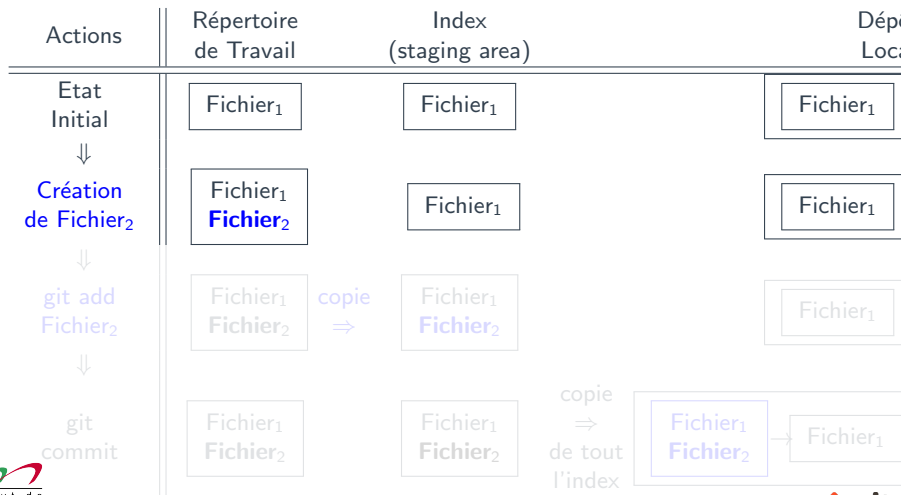 Actions
Répertoire
de Travail
Index
(staging area)
Etat
Initial
⇓
Fichier₁
Fichier₁
Fichier₁
Création
de Fichier₂
Fichier₁
Fichier₂
Fichier₁
Fichier₁
⇓
git add
Fichier₂
Fichier₁
Fichier₂
copie
⇒
Fichier₁
Fichier₂
Fichier₁
⇓
git
commit
Fichier₁
Fichier₂
Fichier₁
Fichier₂
copie
⇒
de tout
l'index
Fichier₁
Fichier₂
→
Fichier₁